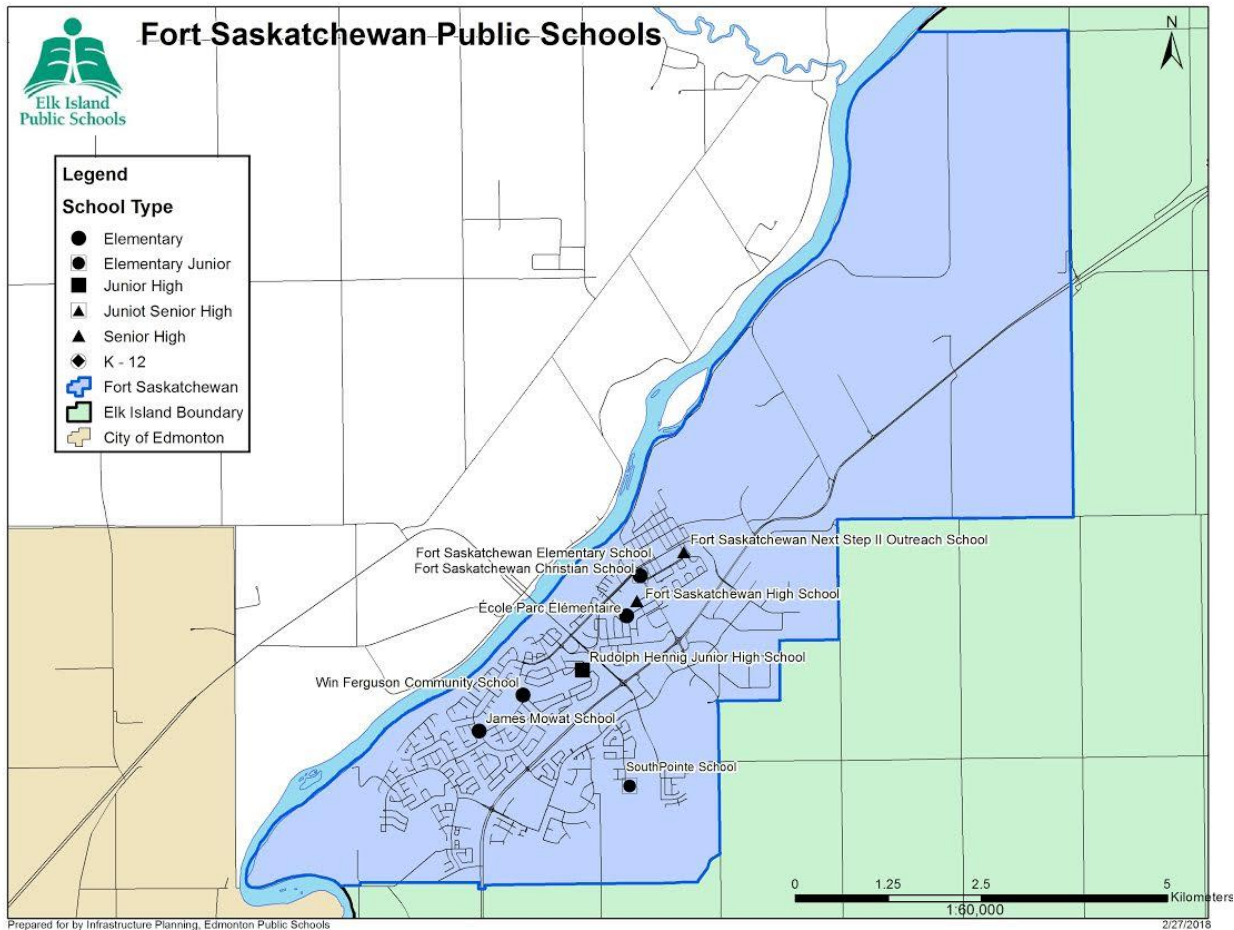 Fort Saskatchewan Public Schools
N
Elk Island
Public Schools
Legend
School Type
Elementary
Elementary Junior
Junior High
Juniot Senior High
Senior High
K - 12
Fort Saskatchewan
Elk Island Boundary
City of Edmonton
Fort Saskatchewan Next Step II Outreach School
Fort Saskatchewan Elementary School
Fort Saskatchewan Christian School
Fort Saskatchewan High School
École Parc Élémentaire
Rudolph Hennig Junior High School
Win Ferguson Community School
James Mowat School
SouthPointe School
0 1.25 2.5 5
Kilometers
1:60,000
Prepared for by Infrastructure Planning, Edmonton Public Schools
2/27/2018